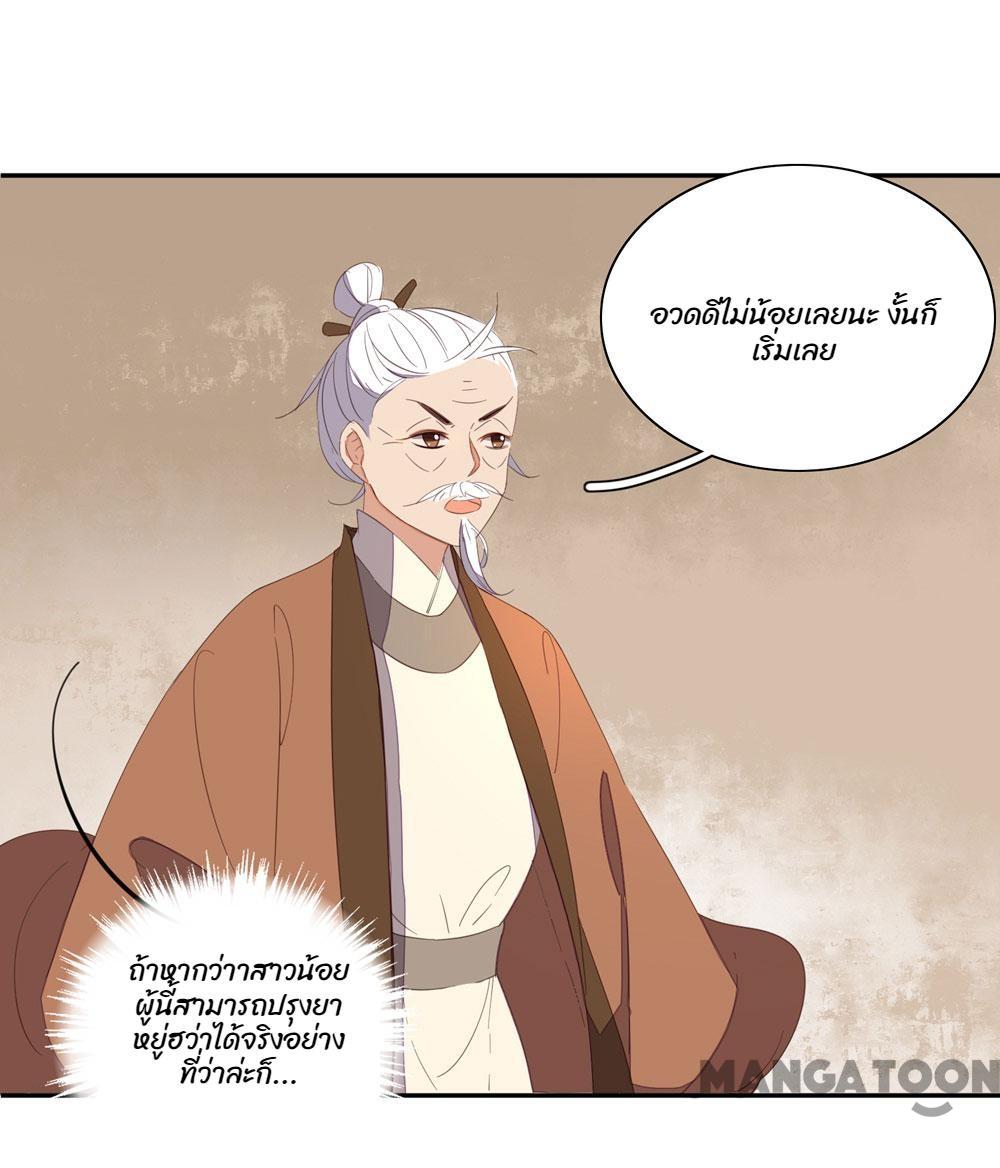 อวดดีไม่น้อยเลยนะ งั้นก็
เริ่มเลย
ถ้าหากว่าาสาวน้อย
ผู้นี้สามารถปรุงยา
หยู่ฮว่าได้จริงอย่าง
ที่ว่าล่ะก็...
MANGATOON